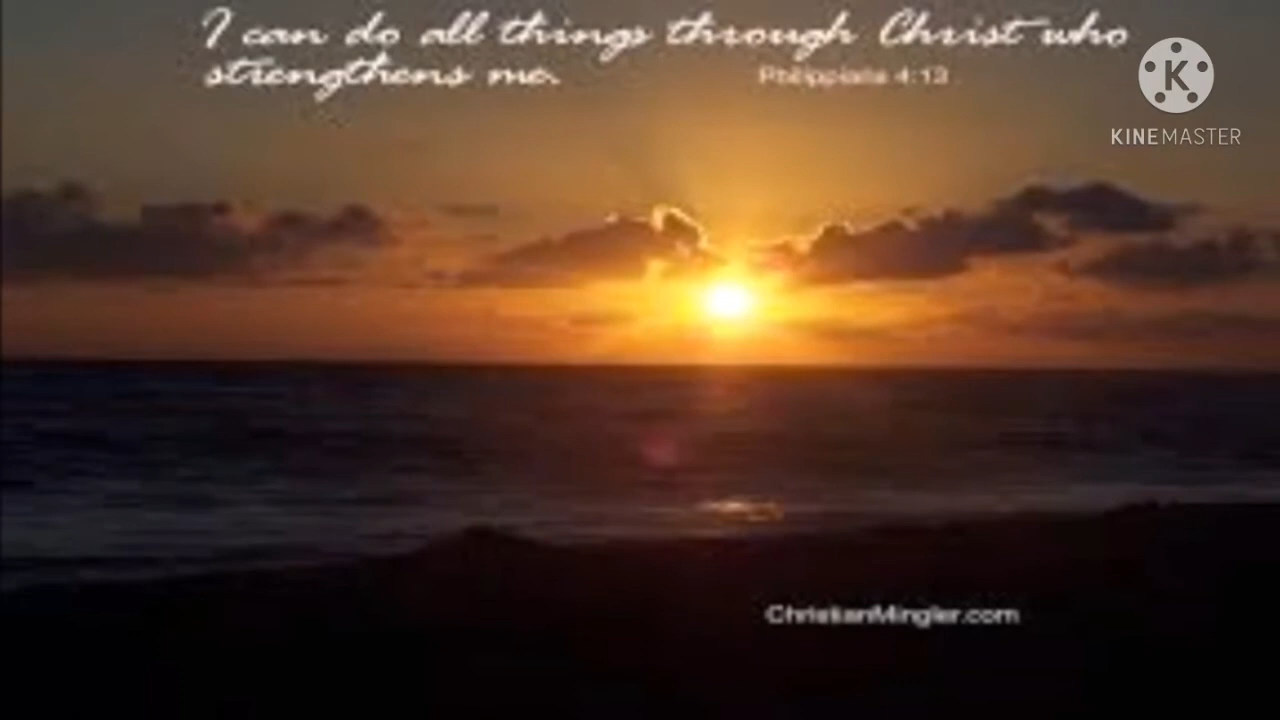 I can do all things through Christ who
strengthens me.
Philippians 4:13
KINEMASTER
ChristianMingler.com